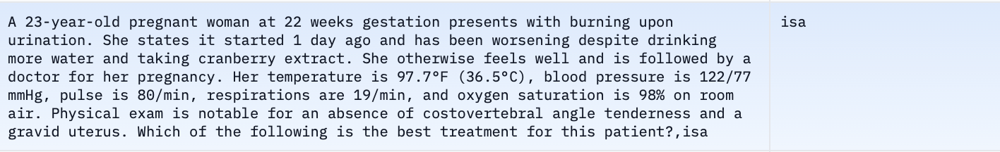 A 23-year-old pregnant woman at 22 weeks gestation presents with burning upon
urination. She states it started 1 day ago and has been worsening despite drinking
more water and taking cranberry extract. She otherwise feels well and is followed by a
doctor for her pregnancy. Her temperature is 97.7°F (36.5°C), blood pressure is 122/77
mmHg, pulse is 80/min, respirations are 19/min, and oxygen saturation is 98% on room
air. Physical exam is notable for an absence of costovertebral angle tenderness and a
gravid uterus. Which of the following is the best treatment for this patient?,isa
isa